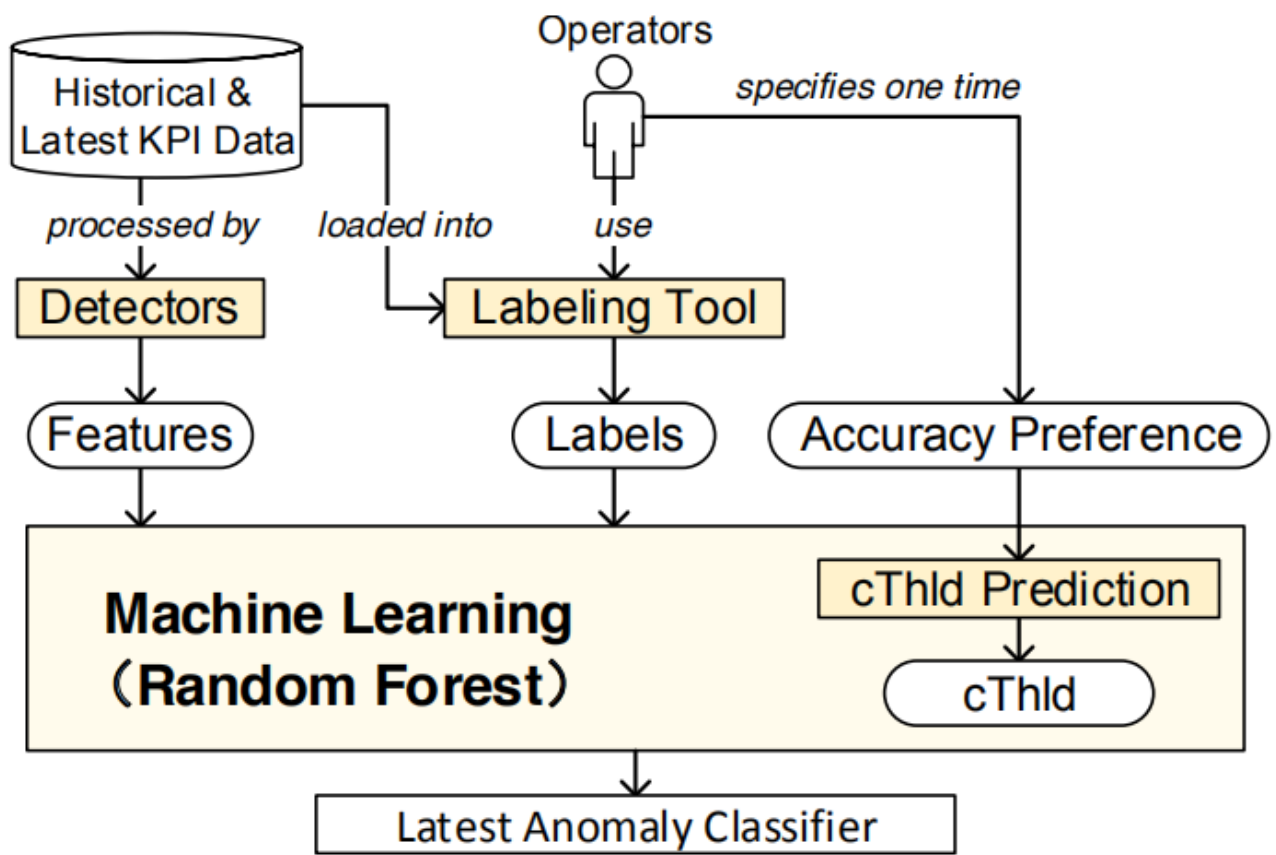 Operators
Historical &
Latest KPI Data
specifies one time
processed by
loaded into
use
Detectors
Labeling Tool
Features
Labels
Accuracy Preference
Machine Learning
（Random Forest）
cThld Prediction
cThld
Latest Anomaly Classifier